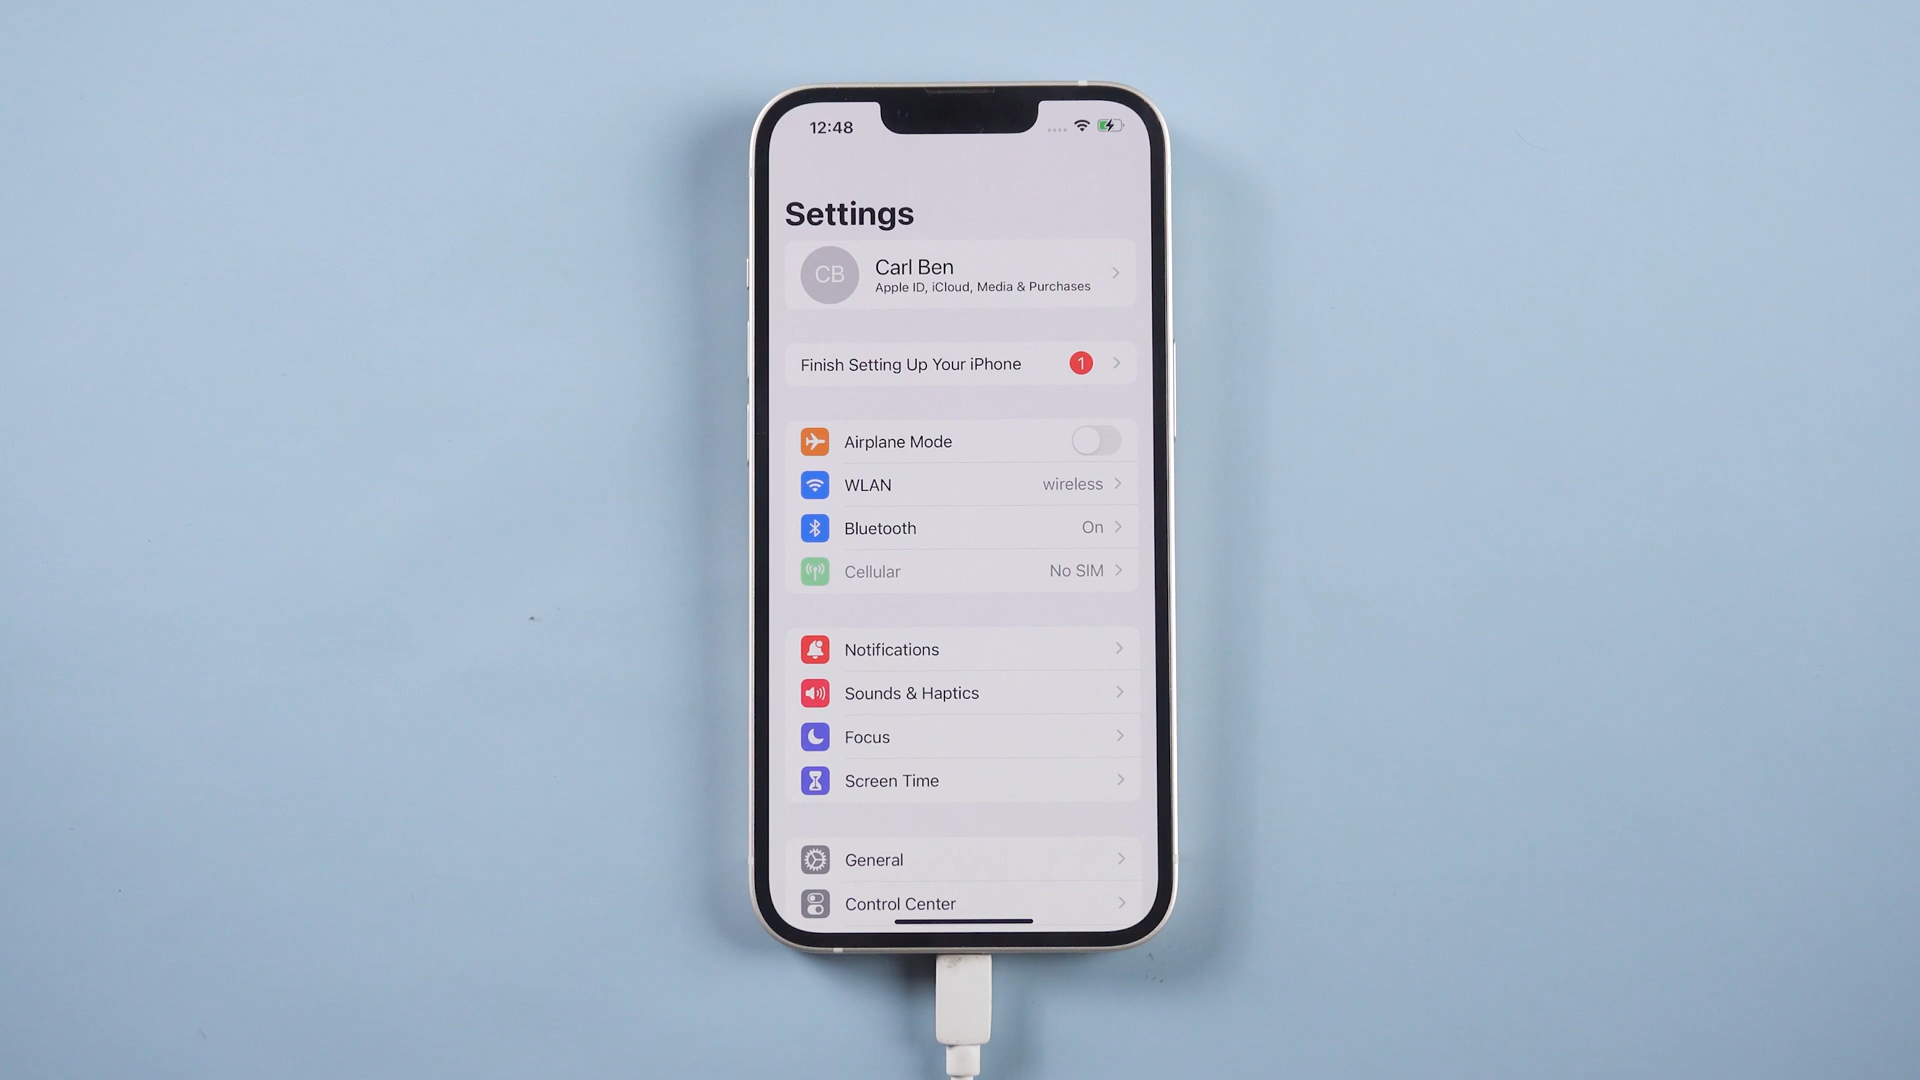 12:48
Settings
CB
Carl Ben
Apple ID, iCloud, Media & Purchases
Finish Setting Up Your iPhone 1
Airplane Mode
WLAN wireless
Bluetooth On
Cellular No SIM
Notifications
Sounds & Haptics
Focus
Screen Time
General
Control Center